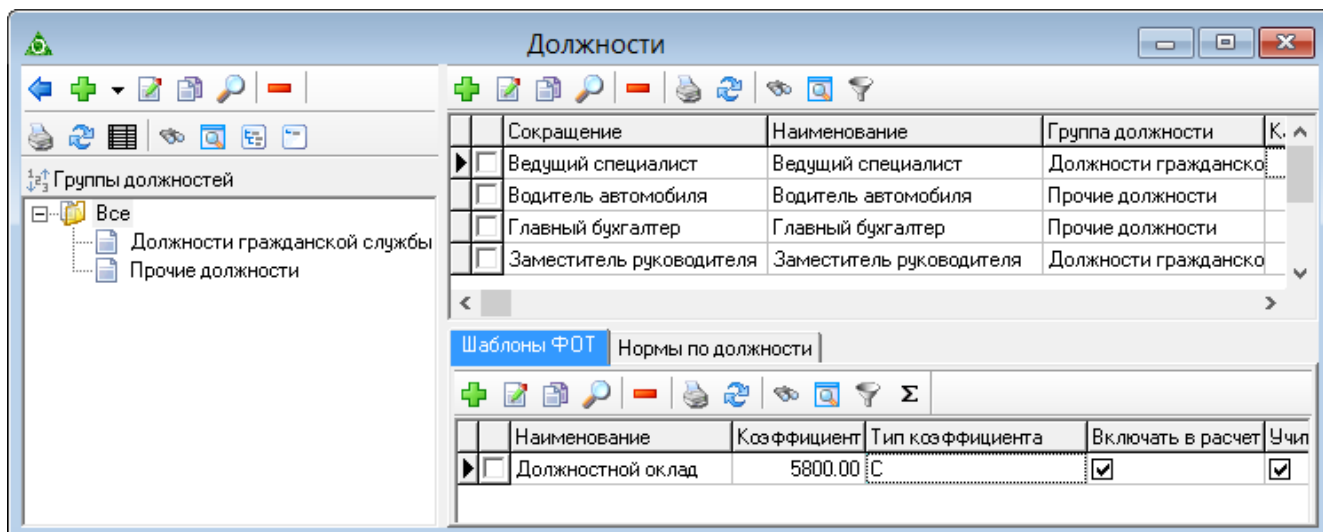 Должности
Группы должностей
Все
Должности гражданской службы
Прочие должности
Сокращение Наименование Группа должности К
Ведущий специалист Ведущий специалист Должности гражданско
Водитель автомобиля Водитель автомобиля Прочие должности
Главный бухгалтер Главный бухгалтер Прочие должности
Заместитель руководителя Заместитель руководителя Должности гражданско
Шаблоны ФОТ Нормы по должности
Σ
Наименование Коэффициент Тип коэффициента Включать в расчет Учит
Должностной оклад 5800.00 С